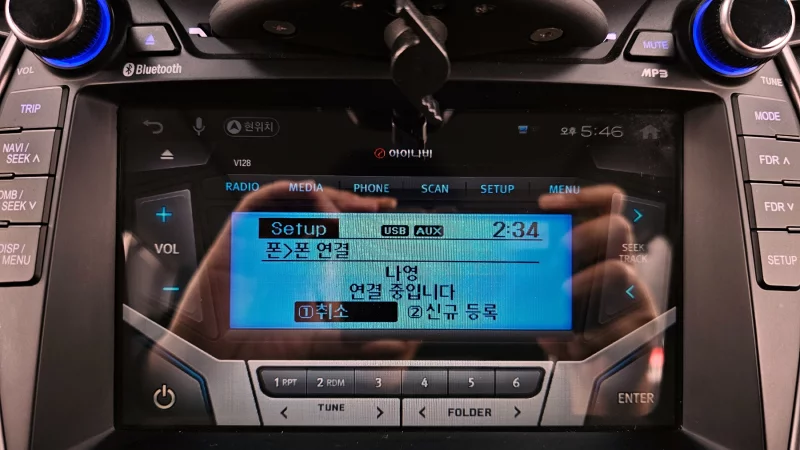 VOL
Bluetooth
MUTE
MP3
TUNE
TRIP
NAVI/
SEEK ∧
SEEK ∨
DISP /
MENU
MODE
FDR ∧
FDR ∨
SETUP
현위치
오후 5:46
아이나비
V128
RADIO MEDIA PHONE SCAN SETUP MENU
+
VOL
−
Setup USB AUX 2:34
폰>폰 연결
나영
연결 중입니다
①취소 ②신규 등록
>
SEEK
TRACK
<
1 RPT 2 RDM 3 4 5 6
< TUNE > < FOLDER >
ENTER